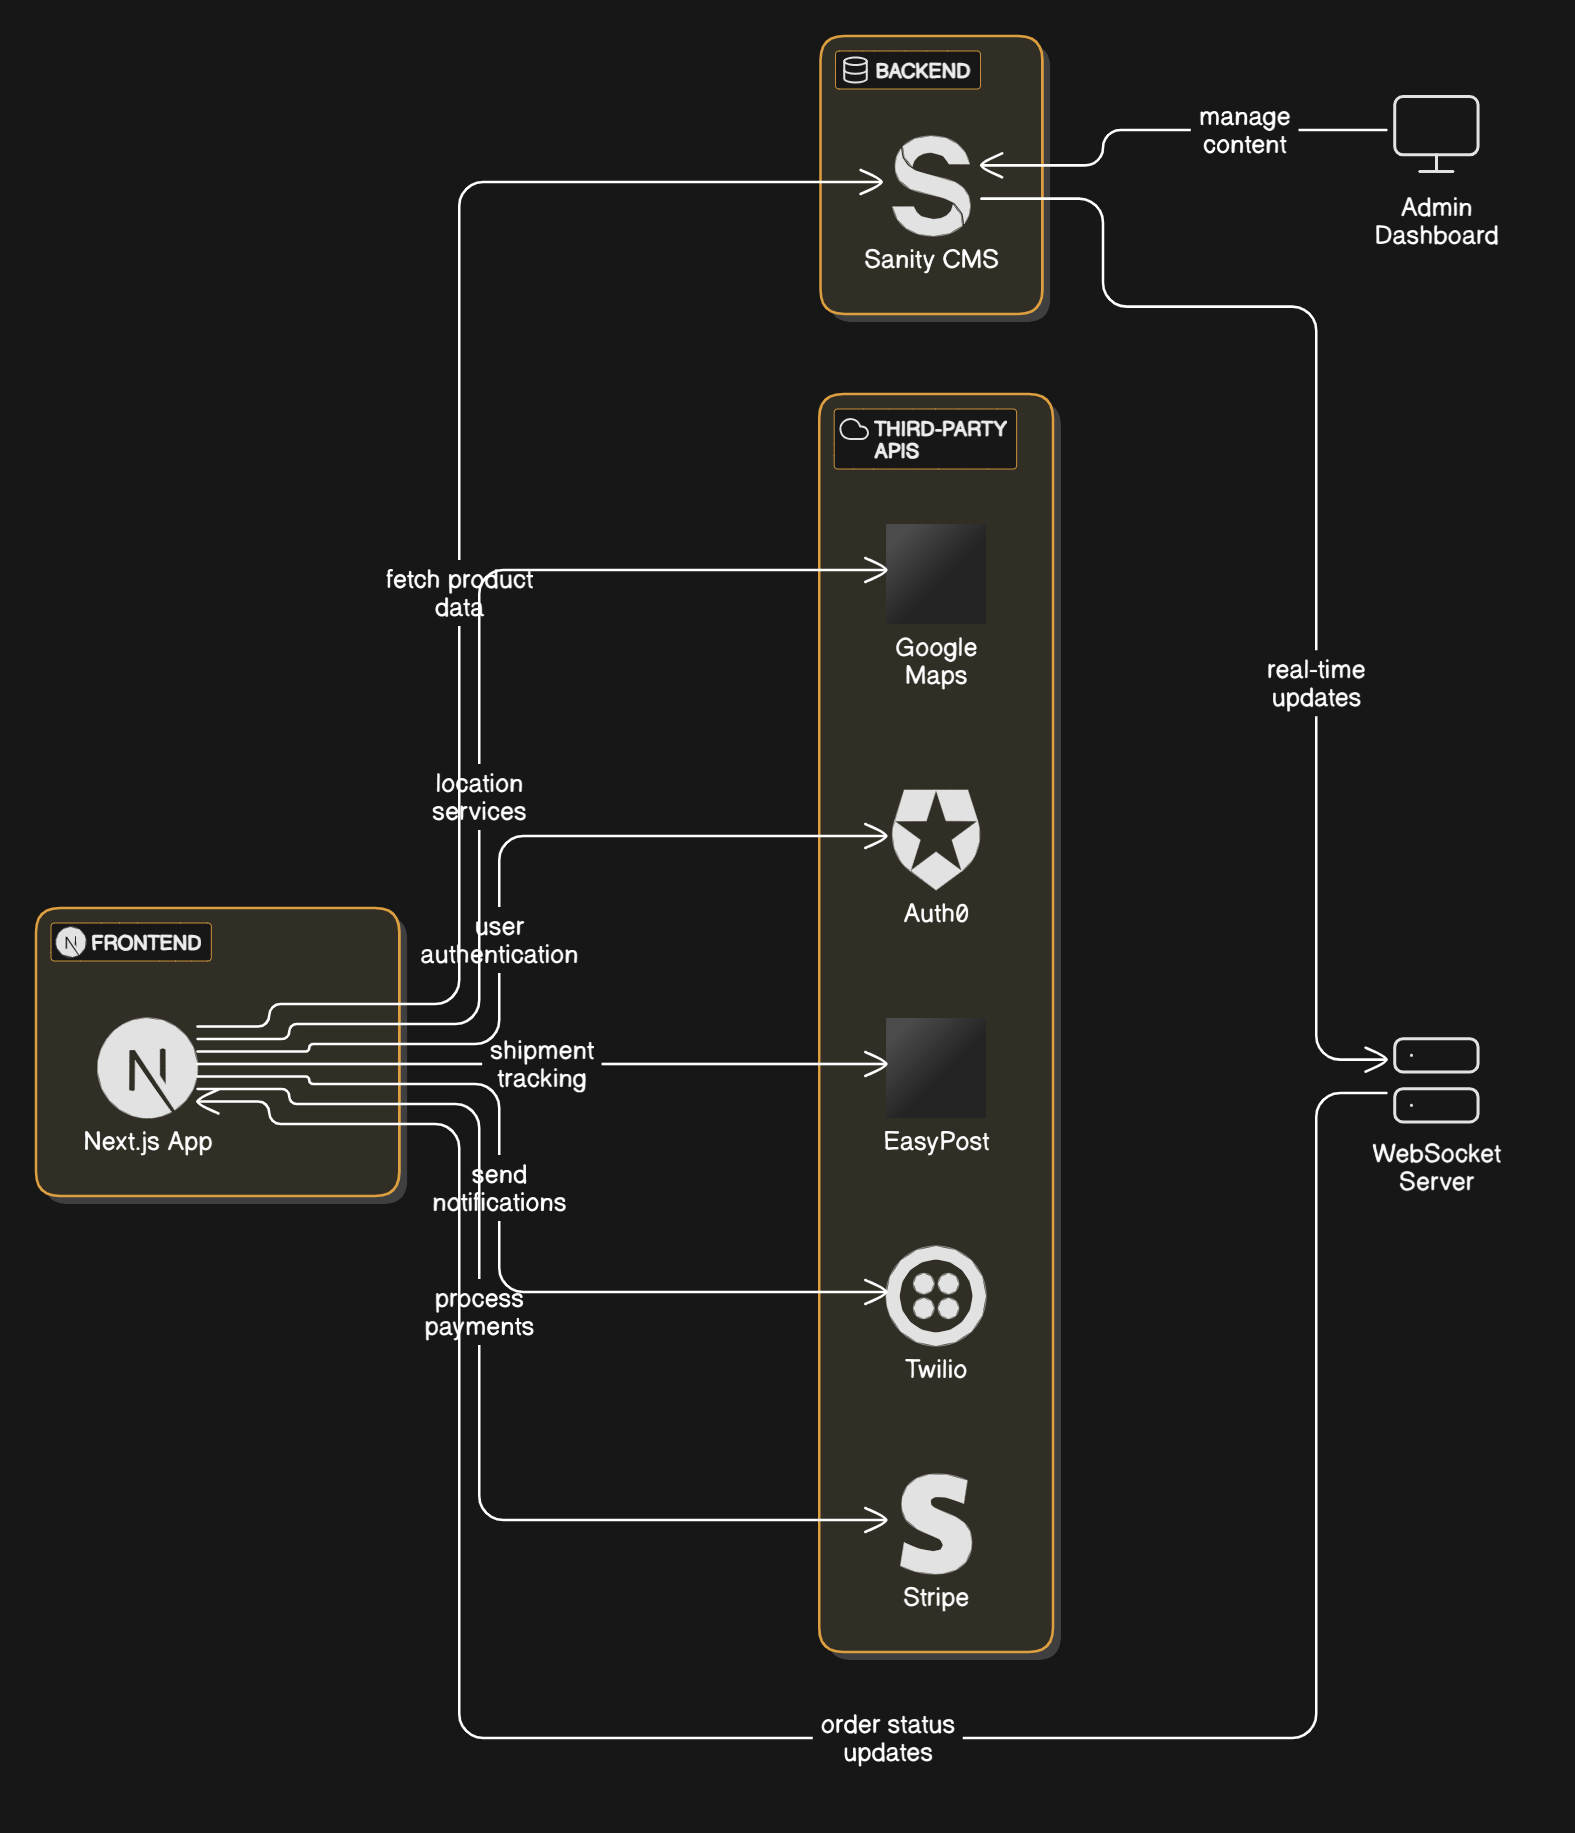 BACKEND
manage
content
Sanity CMS
Admin
Dashboard
THIRD-PARTY
APIS
fetch product
data
Google
Maps
real-time
updates
location
services
Auth0
user
authentication
FRONTEND
shipment
tracking
Next.js App
EasyPost
WebSocket
Server
send
notifications
process
payments
Twilio
Stripe
order status
updates